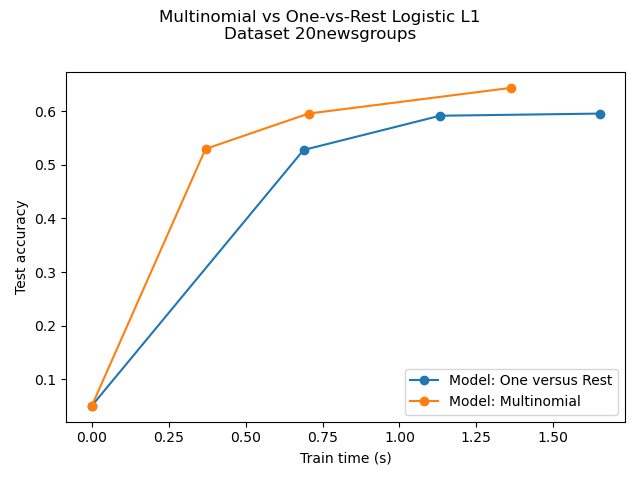 Multinomial vs One-vs-Rest Logistic L1
Dataset 20newsgroups
Test accuracy
0.6
0.5
0.4
0.3
0.2
0.1
0.00
0.25
0.50
0.75
1.00
1.25
1.50
Train time (s)
Model: One versus Rest
Model: Multinomial